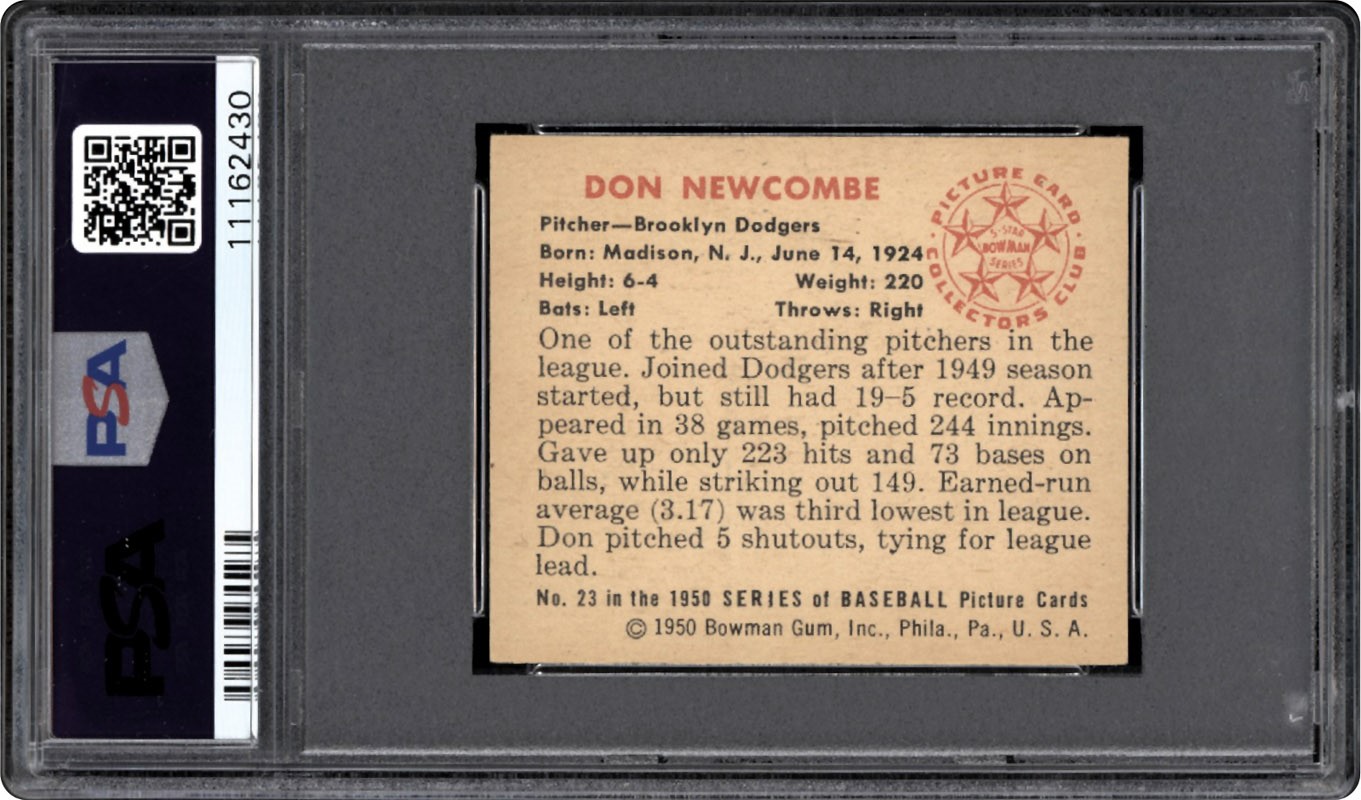 111162430
PSA
PSA
DON NEWCOMBE
Pitcher—Brooklyn Dodgers
Born: Madison, N. J., June 14, 1924
Height: 6-4 Weight: 220
Bats: Left Throws: Right
PICTURE CARD
COLLECTORS CLUB
5-STAR
BOWMAN
SERIES
One of the outstanding pitchers in the
league. Joined Dodgers after 1949 season
started, but still had 19–5 record. Ap-
peared in 38 games, pitched 244 innings.
Gave up only 223 hits and 73 bases on
balls, while striking out 149. Earned-run
average (3.17) was third lowest in league.
Don pitched 5 shutouts, tying for league
lead.
No. 23 in the 1950 SERIES of BASEBALL Picture Cards
© 1950 Bowman Gum, Inc., Phila., Pa., U. S. A.